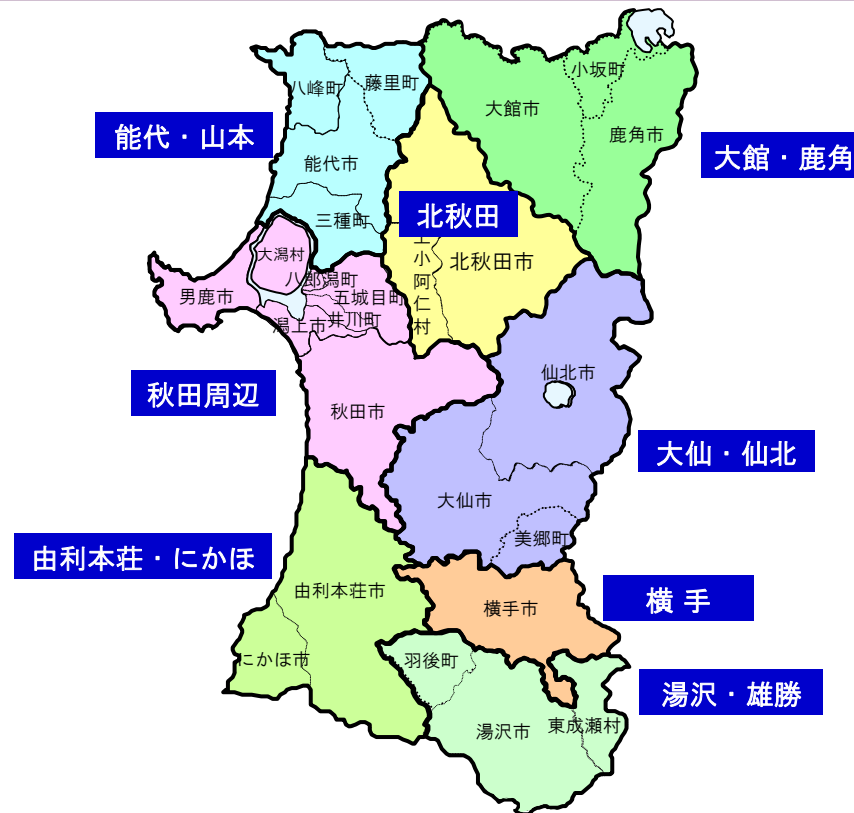 八峰町
藤里町
小坂町
大館市
鹿角市
能代・山本
大館・鹿角
能代市
三種町
北秋田
大潟村
北秋田市
上小阿仁村
八郎潟町
男鹿市
五城目町
潟上市
井川町
秋田周辺
秋田市
仙北市
大仙・仙北
大仙市
美郷町
由利本荘・にかほ
由利本荘市
横手市
横 手
にかほ市
羽後町
湯沢・雄勝
湯沢市
東成瀬村